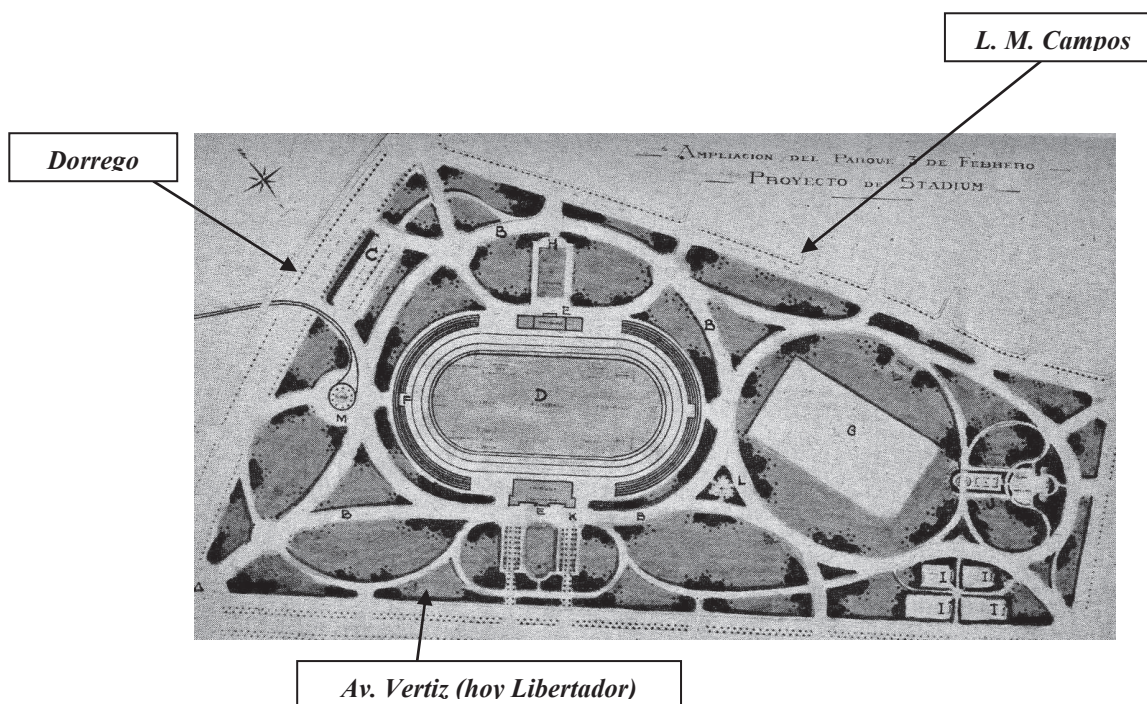 L. M. Campos
Dorrego
AMPLIACION DEL PARQUE 3 DE FEBRERO
PROYECTO DE STADIUM
B
H
C
E
B
D
F
G
M
L
J
B
E
K
B
I
I
I
I
Av. Vertiz (hoy Libertador)